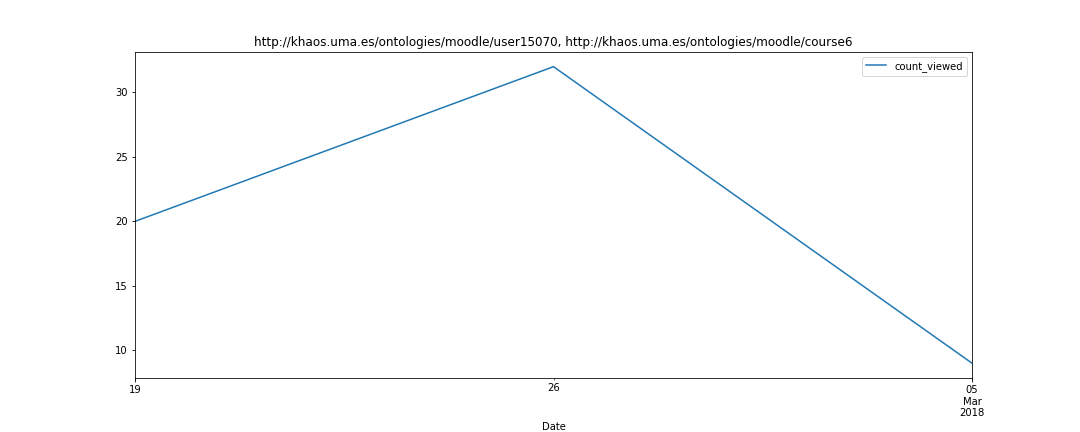 http://khaos.uma.es/ontologies/moodle/user15070, http://khaos.uma.es/ontologies/moodle/course6
count_viewed
30
25
20
15
10
19
26
05
Mar
2018
Date